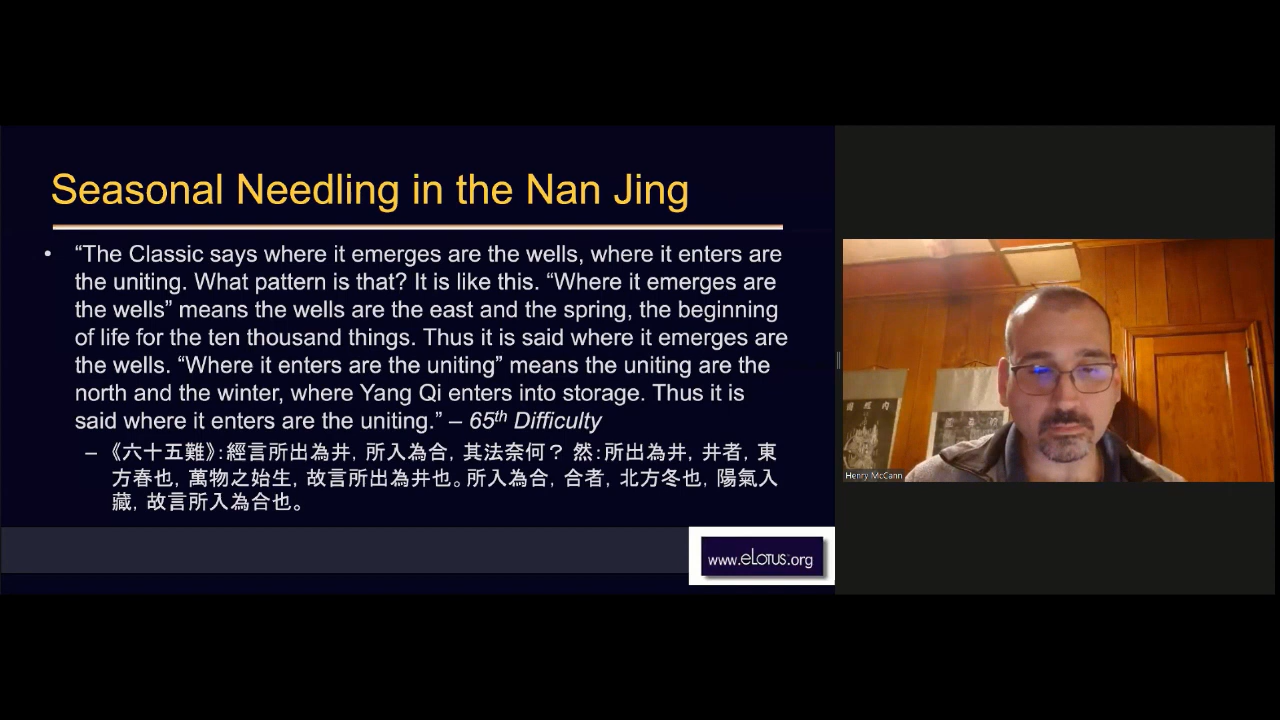 Seasonal Needling in the Nan Jing
• “The Classic says where it emerges are the wells, where it enters are
the uniting. What pattern is that? It is like this. “Where it emerges are
the wells” means the wells are the east and the spring, the beginning
of life for the ten thousand things. Thus it is said where it emerges are
the wells. “Where it enters are the uniting” means the uniting are the
north and the winter, where Yang Qi enters into storage. Thus it is
said where it enters are the uniting.” – 65th Difficulty
– 《六十五難》:經言所出為井, 所入為合, 其法奈何? 然:所出為井, 井者, 東
方春也, 萬物之始生, 故言所出為井也。所入為合, 合者, 北方冬也, 陽氣入
藏, 故言所入為合也。
www.eLotus.org
Henry McCann